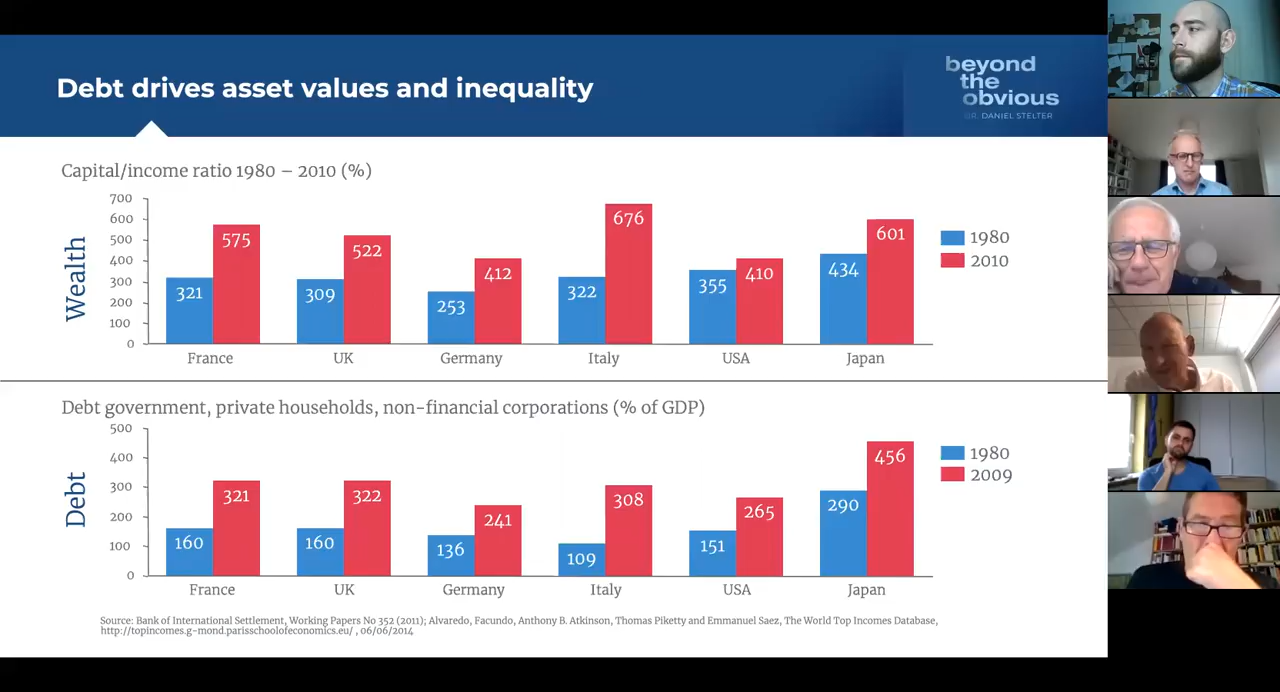 Debt drives asset values and inequality
beyond
the
obvious
DR. DANIEL STELTER
Capital/income ratio 1980 – 2010 (%)
Wealth
700
600
500
400
300
200
100
0
321 575
309 522
253 412
322 676
355 410
434 601
France UK Germany Italy USA Japan
1980
2010
Debt government, private households, non-financial corporations (% of GDP)
Debt
500
400
300
200
100
0
160 321
160 322
136 241
109 308
151 265
290 456
France UK Germany Italy USA Japan
1980
2009
Source: Bank of International Settlement, Working Papers No 352 (2011); Alvaredo, Facundo, Anthony B. Atkinson, Thomas Piketty and Emmanuel Saez, The World Top Incomes Database,
http://topincomes.g-mond.parisschoolofeconomics.eu/ , 06/06/2014